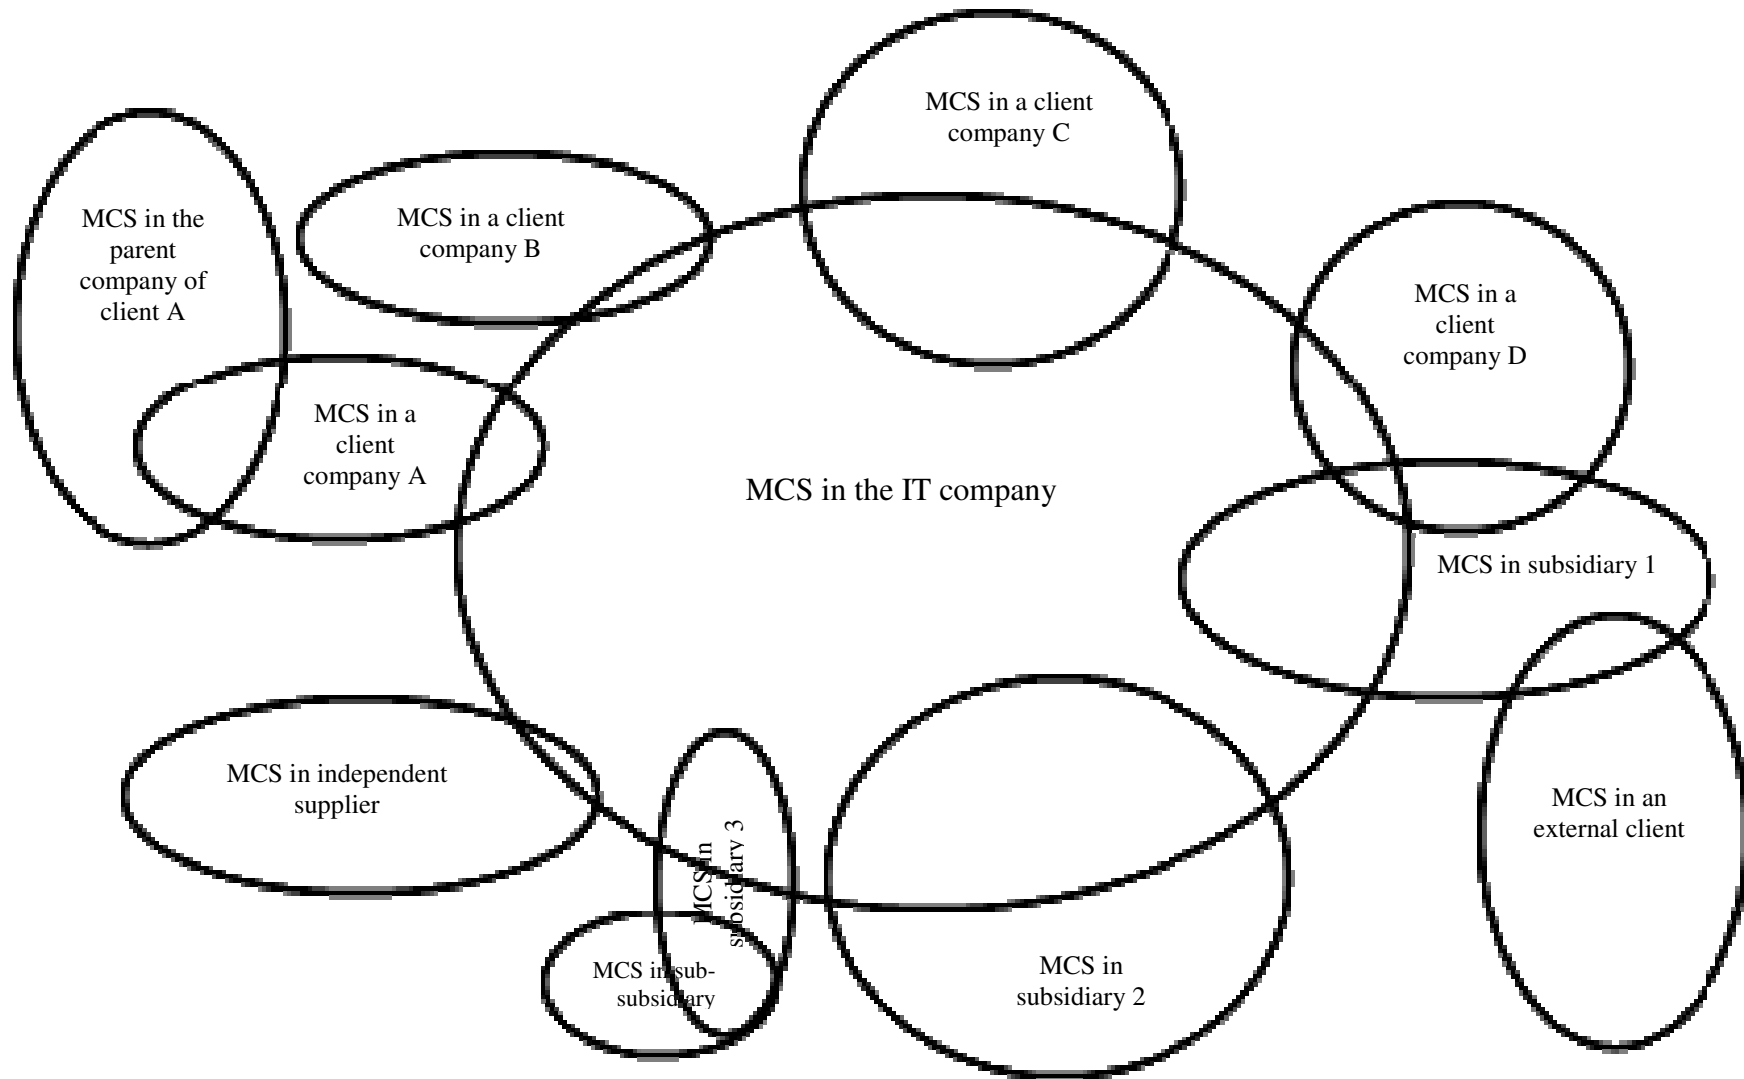 MCS in a client
company C
MCS in the
parent
company of
client A
MCS in a client
company B
MCS in a
client
company D
MCS in a
client
company A
MCS in the IT company
MCS in subsidiary 1
MCS in independent
supplier
MCS in
subsidiary 3
MCS in an
external client
MCS in sub-
subsidiary
MCS in
subsidiary 2